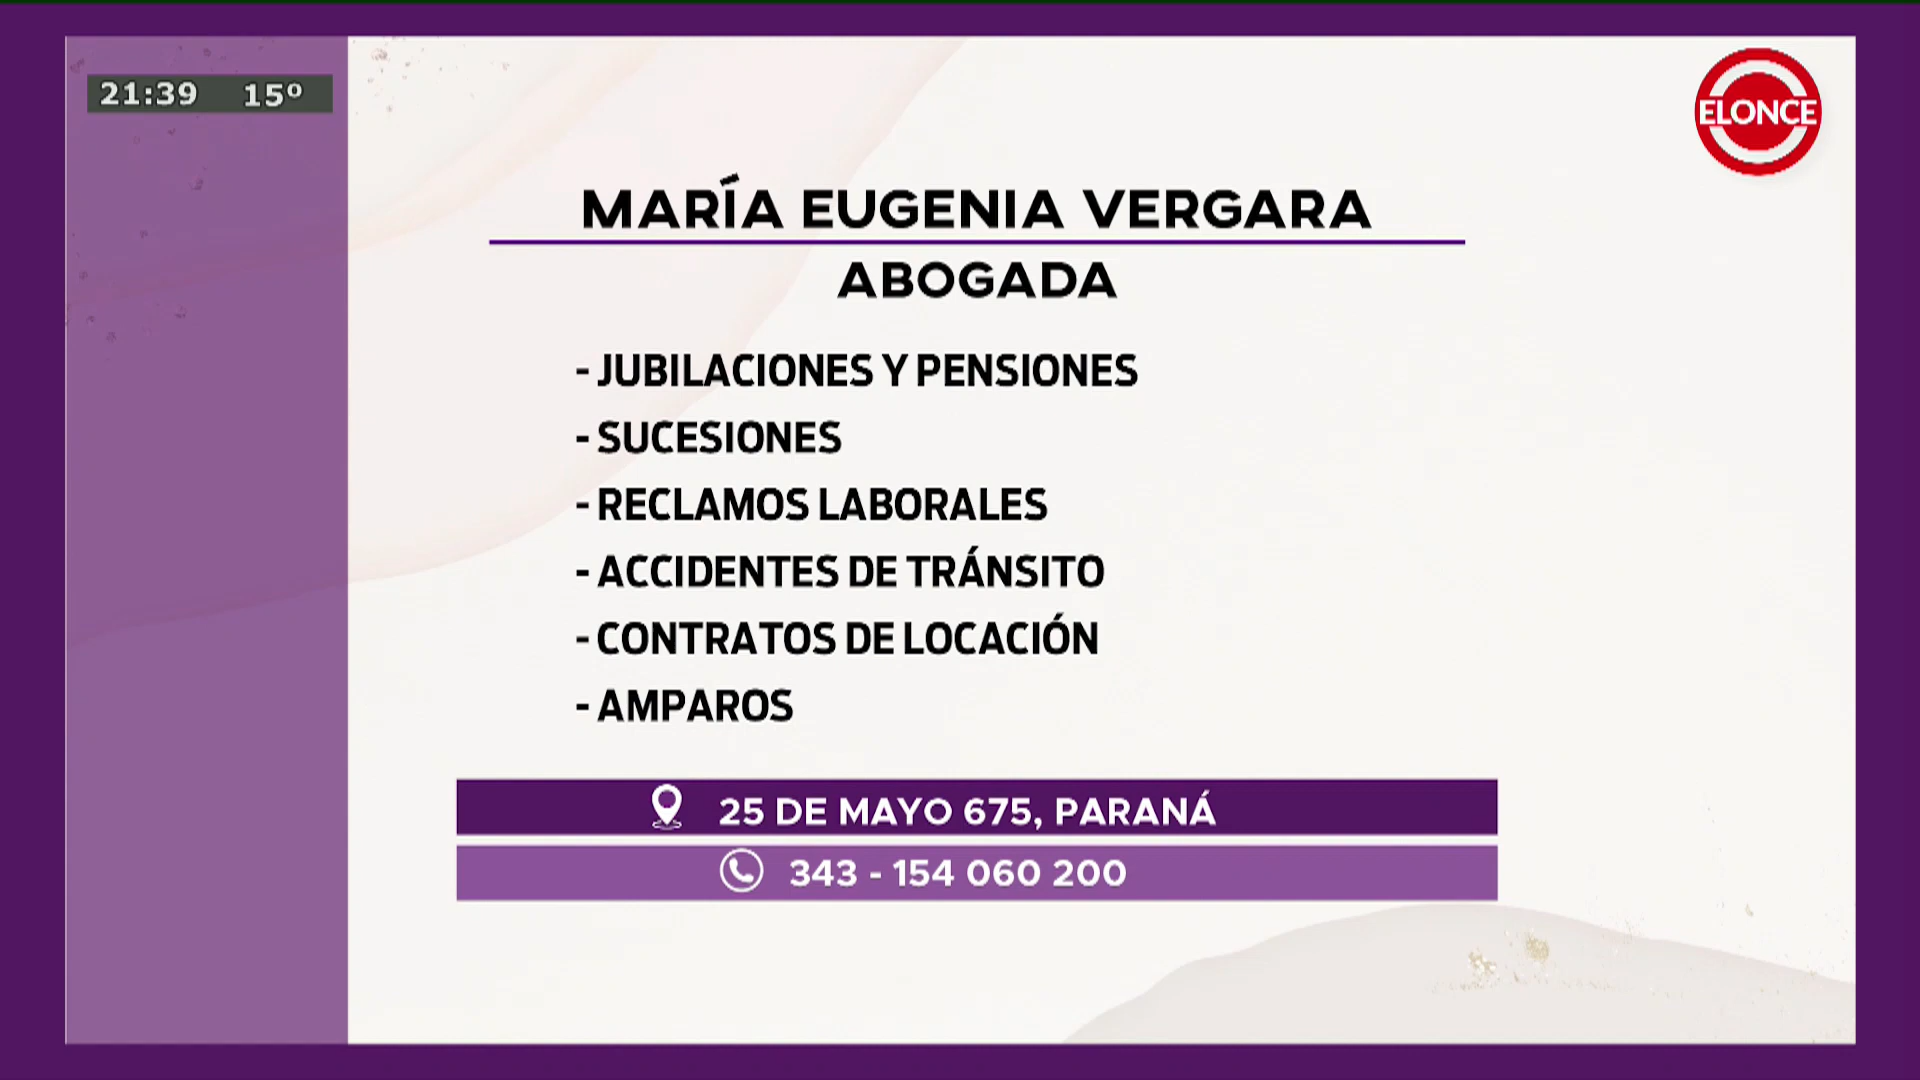 21:39 15º
ELONCE
MARÍA EUGENIA VERGARA
ABOGADA
- JUBILACIONES Y PENSIONES
- SUCESIONES
- RECLAMOS LABORALES
- ACCIDENTES DE TRÁNSITO
- CONTRATOS DE LOCACIÓN
- AMPAROS
25 DE MAYO 675, PARANÁ
343 - 154 060 200